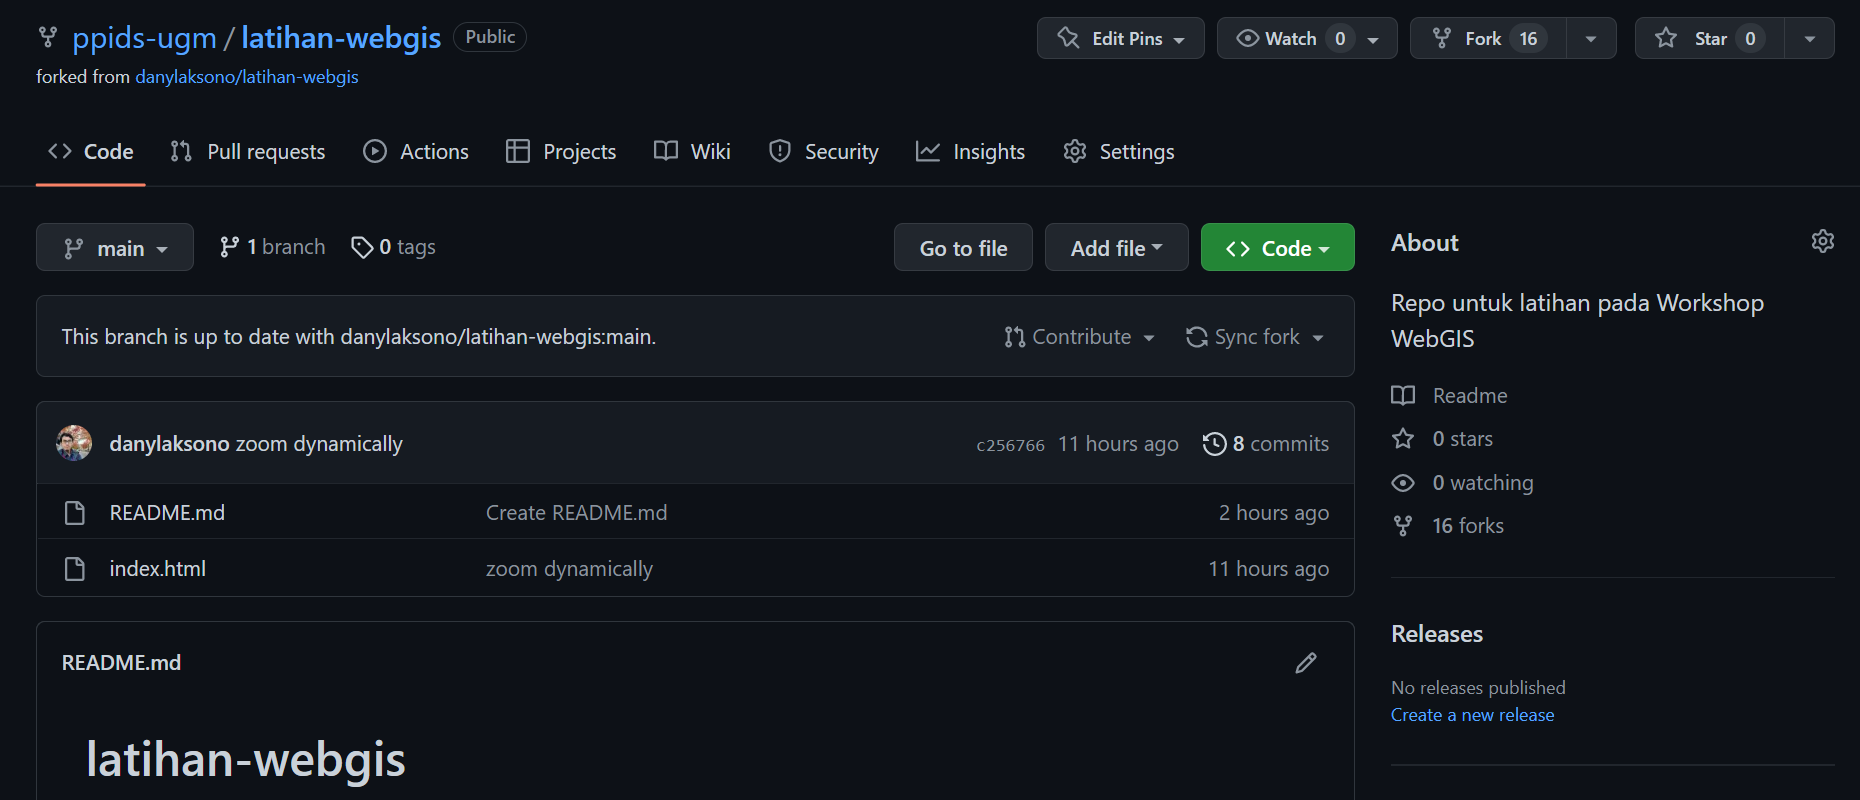 ppids-ugm / latihan-webgis Public
Edit Pins Watch 0 Fork 16 Star 0
forked from danylaksono/latihan-webgis
Code Pull requests Actions Projects Wiki Security Insights Settings
main 1 branch 0 tags Go to file Add file Code
This branch is up to date with danylaksono/latihan-webgis:main. Contribute Sync fork
danylaksono zoom dynamically c256766 11 hours ago 8 commits
README.md Create README.md 2 hours ago
index.html zoom dynamically 11 hours ago
README.md
latihan-webgis
About
Repo untuk latihan pada Workshop
WebGIS
Readme
0 stars
0 watching
16 forks
Releases
No releases published
Create a new release